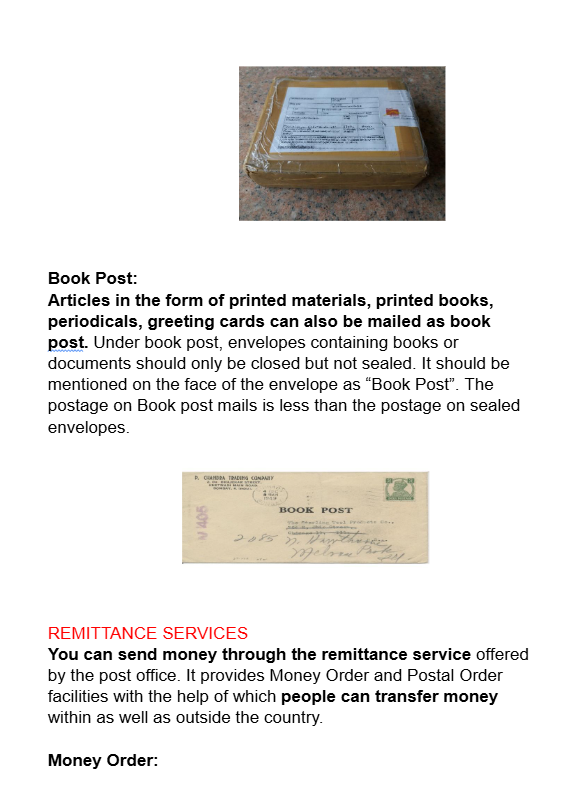 Book Post:
Articles in the form of printed materials, printed books,
periodicals, greeting cards can also be mailed as book
post. Under book post, envelopes containing books or
documents should only be closed but not sealed. It should be
mentioned on the face of the envelope as “Book Post”. The
postage on Book post mails is less than the postage on sealed
envelopes.
CHANDRA TRADING COMPANY
BOOK POST
2085
REMITTANCE SERVICES
You can send money through the remittance service offered
by the post office. It provides Money Order and Postal Order
facilities with the help of which people can transfer money
within as well as outside the country.
Money Order: